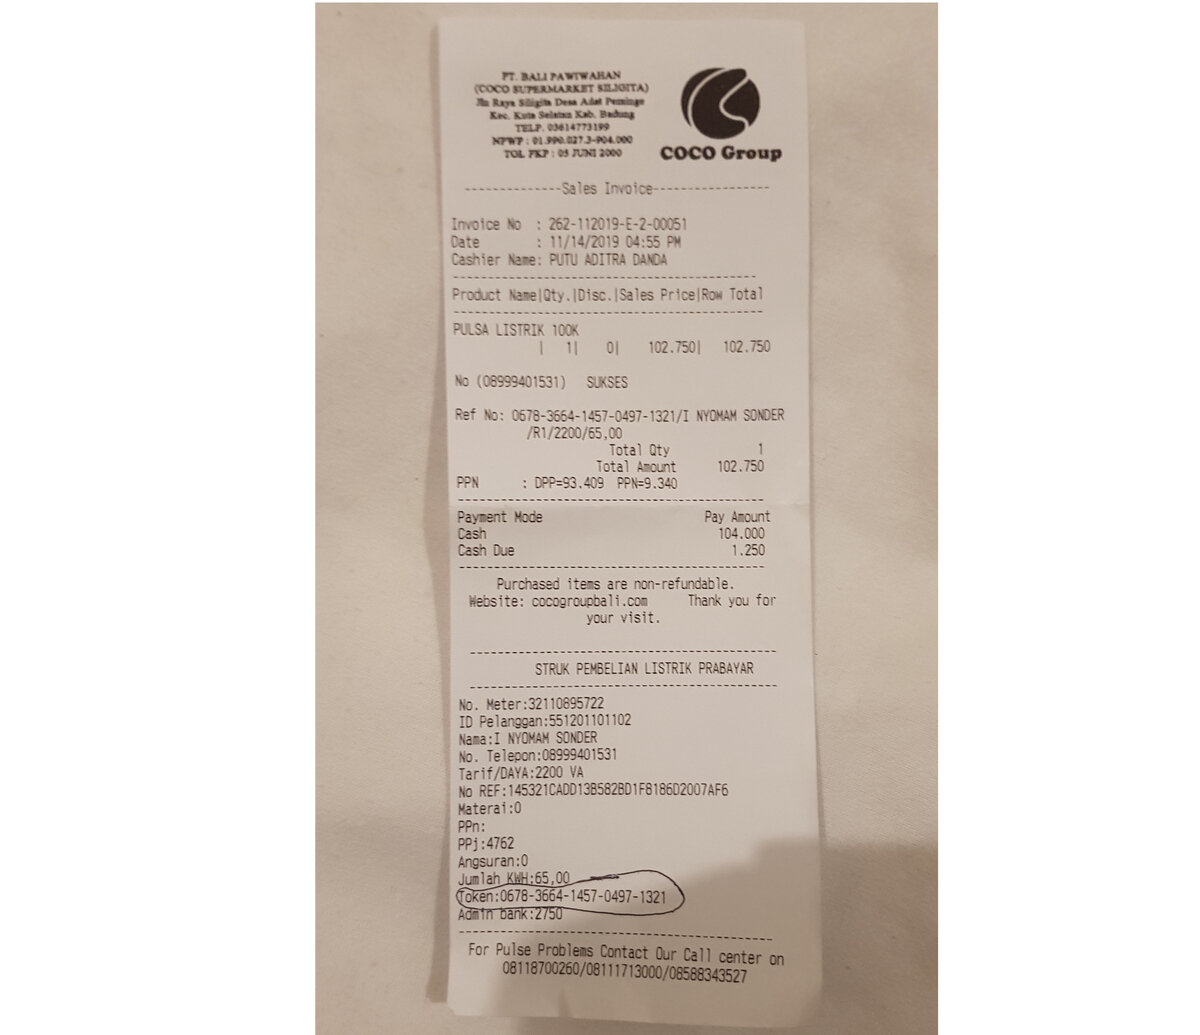 PT. BALI PAWIWAHAN
(COCO SUPERMARKET SILIGITA)
Jln Raya Siligita Desa Adat Peminge
Kec. Kuta Selatan Kab. Badung
TELP. 03614773199
NPWP : 01.990.027.3-904.000
TGL PKP : 05 JUNI 2000
COCO Group
--------------Sales Invoice-----------------
Invoice No : 262-112019-E-2-00051
Date : 11/14/2019 04:55 PM
Cashier Name: PUTU ADITRA DANDA
Product Name|Qty.|Disc.|Sales Price|Row Total
PULSA LISTRIK 100K
| 1| 0| 102.750| 102.750
No (08999401531) SUKSES
Ref No: 0678-3664-1457-0497-1321/I NYOMAM SONDER
/R1/2200/65,00
Total Qty 1
Total Amount 102.750
PPN : DPP=93.409 PPN=9.340
Payment Mode Pay Amount
Cash 104.000
Cash Due 1.250
Purchased items are non-refundable.
Website: cocogroupbali.com Thank you for
your visit.
STRUK PEMBELIAN LISTRIK PRABAYAR
No. Meter:32110895722
ID Pelanggan:551201101102
Nama:I NYOMAM SONDER
No. Telepon:08999401531
Tarif/DAYA:2200 VA
No REF:145321CADD13B582BD1F8186D2007AF6
Materai:0
PPn:
PPj:4762
Angsuran:0
Jumlah KWH:65,00
Token:0678-3664-1457-0497-1321
Admin bank:2750
For Pulse Problems Contact Our Call center on
08118700260/08111713000/08588343527